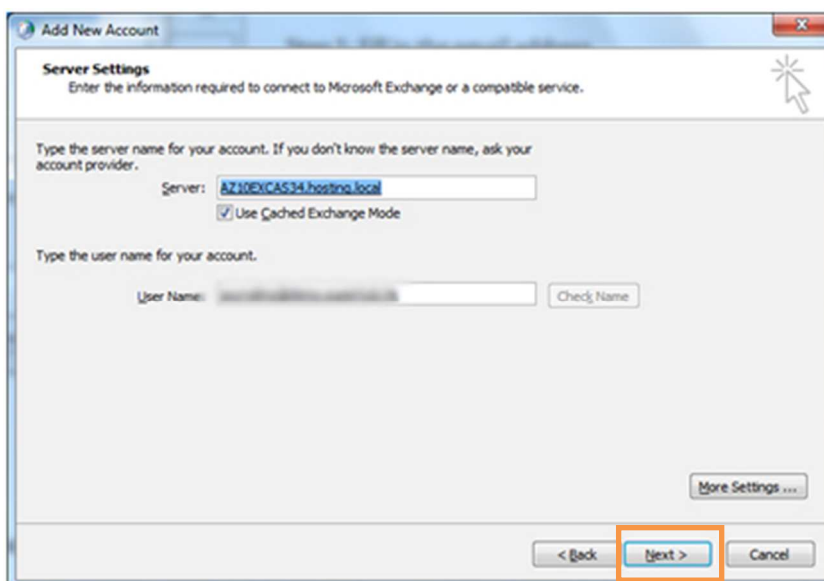 Add New Account
Server Settings
Enter the information required to connect to Microsoft Exchange or a compatible service.
Type the server name for your account. If you don't know the server name, ask your
account provider.
Server: AZ10EXCAS34.hosting.local
Use Cached Exchange Mode
Type the user name for your account.
User Name:
Check Name
More Settings ...
< Back
Next >
Cancel